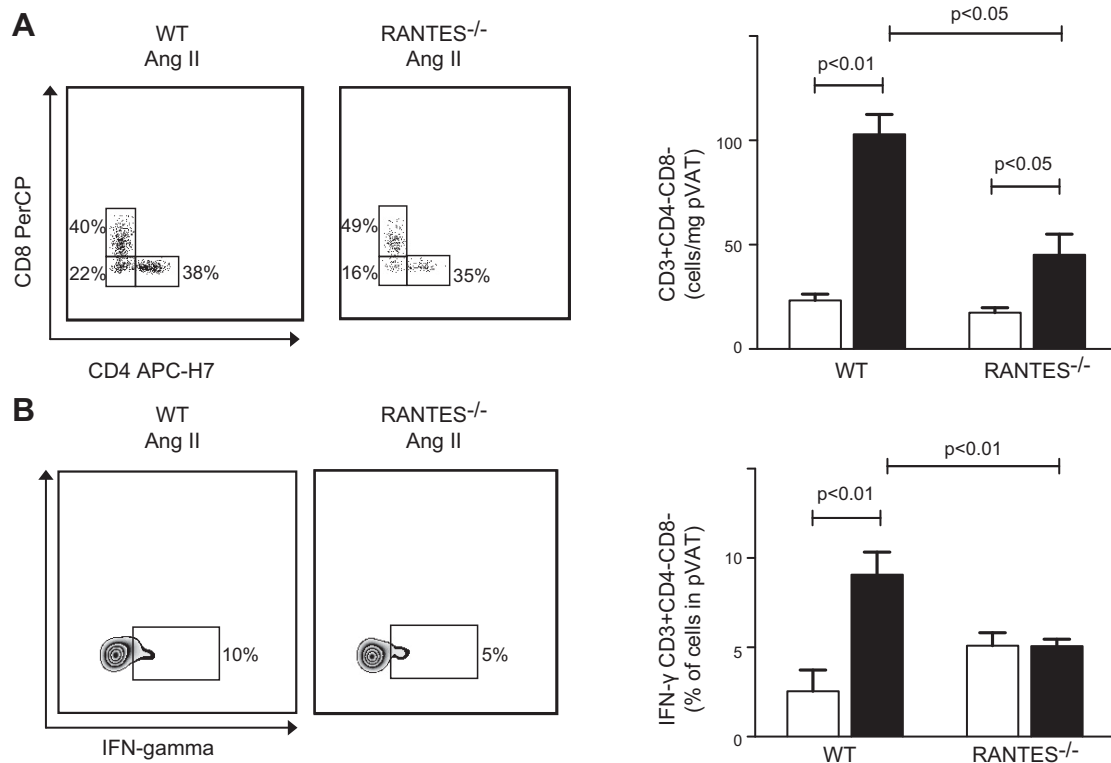 A
WT
Ang II
RANTES-/-
Ang II
CD8 PerCP
40%
22%
38%
49%
16%
35%
CD4 APC-H7
CD3+CD4-CD8-
(cells/mg pVAT)
100
50
0
p<0.01
p<0.05
p<0.05
WT
RANTES-/-
B
WT
Ang II
RANTES-/-
Ang II
10%
5%
IFN-gamma
IFN-γ CD3+CD4-CD8-
(% of cells in pVAT)
10
5
0
p<0.01
p<0.01
WT
RANTES-/-